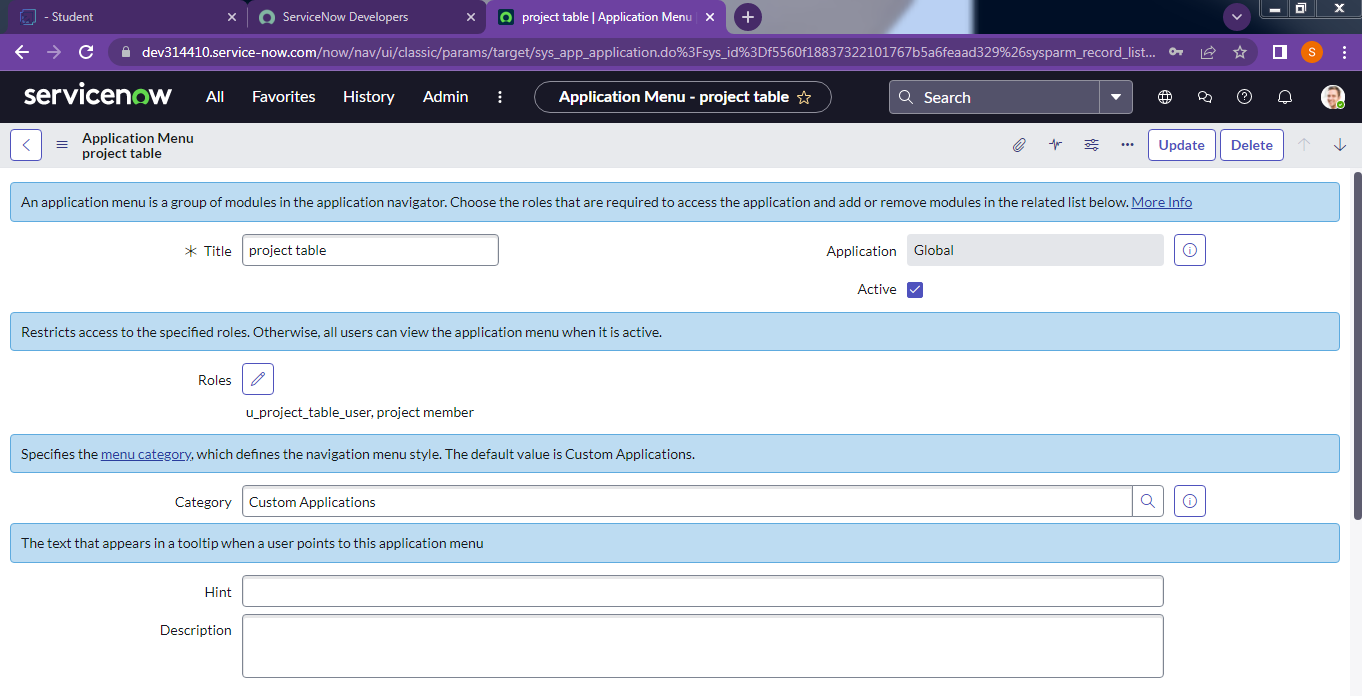 - Student
ServiceNow Developers
project table | Application Menu
dev314410.service-now.com/now/nav/ui/classic/params/target/sys_app_application.do%3Fsys_id%3Df5560f18837322101767b5a6feaad329%26sysparm_record_list...
S
servicenow
All
Favorites
History
Admin
Application Menu - project table
Search
Application Menu
project table
Update
Delete
An application menu is a group of modules in the application navigator. Choose the roles that are required to access the application and add or remove modules in the related list below. More Info
Title
project table
Application
Global
Active
Restricts access to the specified roles. Otherwise, all users can view the application menu when it is active.
Roles
u_project_table_user, project member
Specifies the menu category, which defines the navigation menu style. The default value is Custom Applications.
Category
Custom Applications
The text that appears in a tooltip when a user points to this application menu
Hint
Description